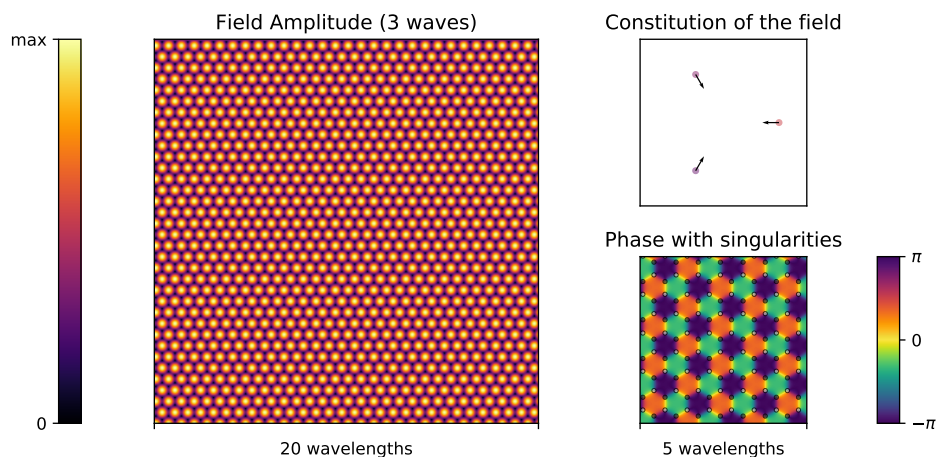 Field Amplitude (3 waves)
max
0
20 wavelengths
Constitution of the field
Phase with singularities
π
0
−π
5 wavelengths